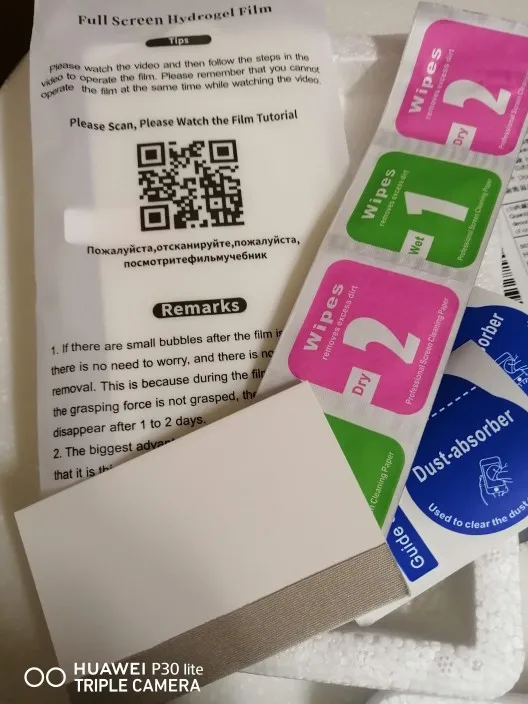 Full Screen Hydrogel Film
Tips
Please watch the video and then follow the steps in the
video to operate the film. Please remember that you cannot
operate the film at the same time while watching the video.
Please Scan, Please Watch the Film Tutorial
Пожалуйста,отсканируйте,пожалуйста,
посмотритефильмучебник
Remarks
1. If there are small bubbles after the film is
there is no need to worry, and there is no
removal. This is because during the
the grasping force is not grasped,
disappear after 1 to 2 days.
2. The biggest
that it is
Wipes
removes excess dirt
Dry 2
Professional Screen Cleaning
Wipes
removes excess dirt
Wet 1
Professional Screen Cleaning Paper
Wipes
removes excess dirt
Dry 2
Professional Screen Cleaning Paper
Cleaning Paper
Dust-absorber
Used to clear the dust
Guide
HUAWEI P30 lite
TRIPLE CAMERA